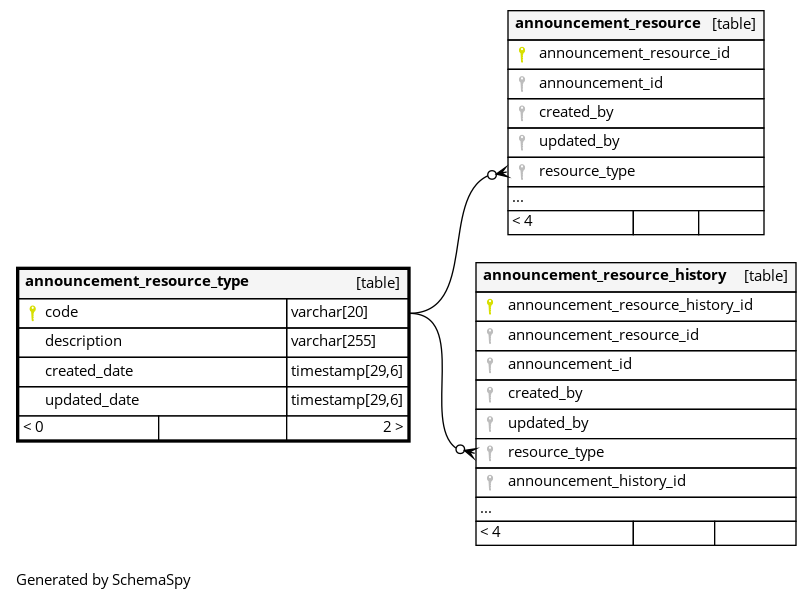 announcement_resource [table]
announcement_resource_id
announcement_id
created_by
updated_by
resource_type
...
< 4
announcement_resource_type [table]
code varchar[20]
description varchar[255]
created_date timestamp[29,6]
updated_date timestamp[29,6]
< 0 2 >
announcement_resource_history [table]
announcement_resource_history_id
announcement_resource_id
announcement_id
created_by
updated_by
resource_type
announcement_history_id
...
< 4
Generated by SchemaSpy